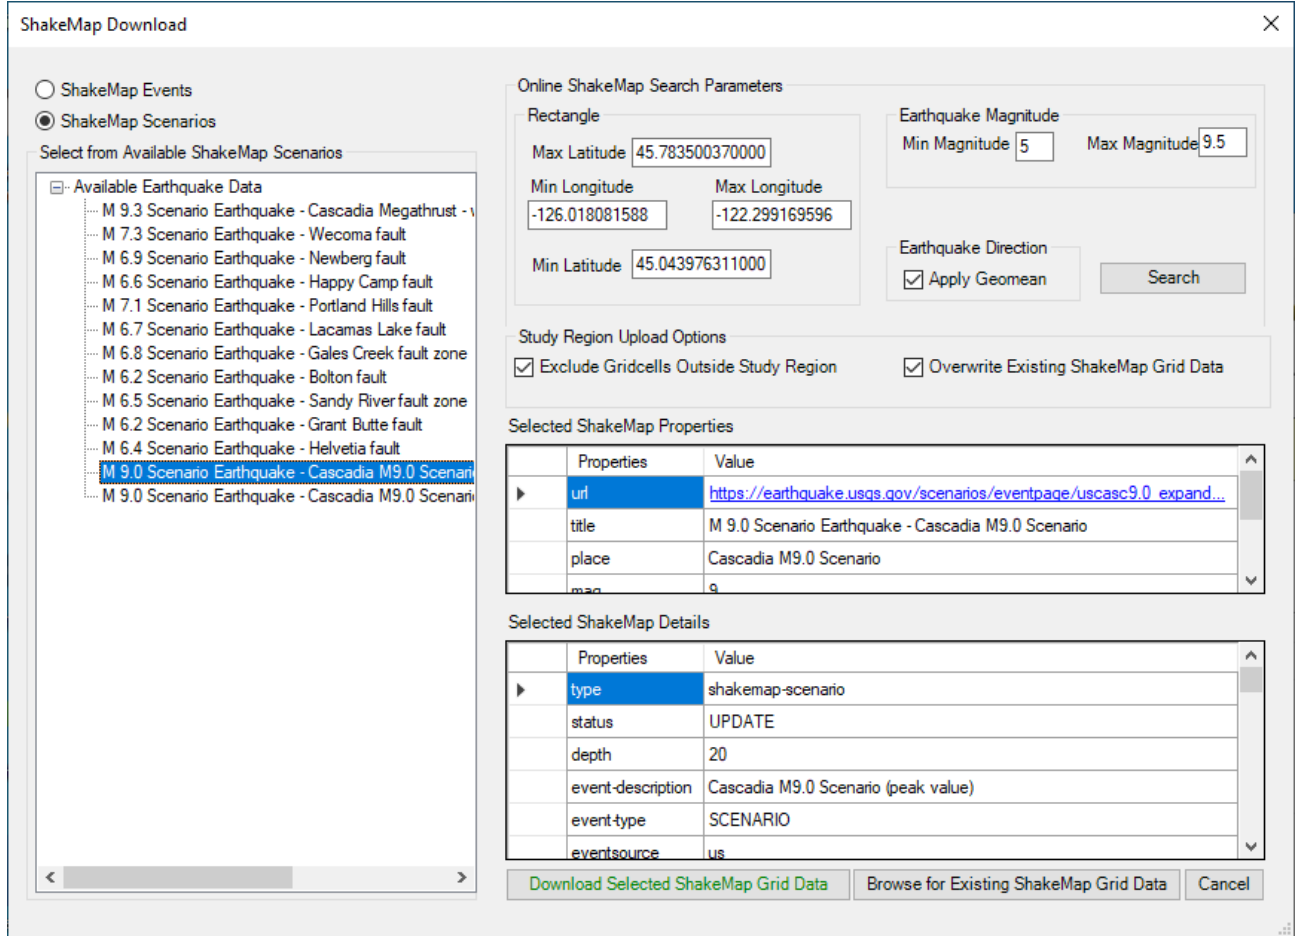 ShakeMap Download
ShakeMap Events
ShakeMap Scenarios
Select from Available ShakeMap Scenarios
Available Earthquake Data
M 9.3 Scenario Earthquake - Cascadia Megathrust -
M 7.3 Scenario Earthquake - Wecoma fault
M 6.9 Scenario Earthquake - Newberg fault
M 6.6 Scenario Earthquake - Happy Camp fault
M 7.1 Scenario Earthquake - Portland Hills fault
M 6.7 Scenario Earthquake - Lacamas Lake fault
M 6.8 Scenario Earthquake - Gales Creek fault zone
M 6.2 Scenario Earthquake - Bolton fault
M 6.5 Scenario Earthquake - Sandy River fault zone
M 6.2 Scenario Earthquake - Grant Butte fault
M 6.4 Scenario Earthquake - Helvetia fault
M 9.0 Scenario Earthquake - Cascadia M9.0 Scenari
M 9.0 Scenario Earthquake - Cascadia M9.0 Scenari
Online ShakeMap Search Parameters
Rectangle
Max Latitude 45.783500370000
Min Longitude Max Longitude
-126.018081588 -122.299169596
Min Latitude 45.043976311000
Earthquake Magnitude
Min Magnitude 5 Max Magnitude 9.5
Earthquake Direction
Apply Geomean
Search
Study Region Upload Options
Exclude Gridcells Outside Study Region Overwrite Existing ShakeMap Grid Data
Selected ShakeMap Properties
Properties Value
url https://earthquake.usgs.gov/scenarios/eventpage/uscasc9.0_expand...
title M 9.0 Scenario Earthquake - Cascadia M9.0 Scenario
place Cascadia M9.0 Scenario
mag 9
Selected ShakeMap Details
Properties Value
type shakemap-scenario
status UPDATE
depth 20
event-description Cascadia M9.0 Scenario (peak value)
event-type SCENARIO
eventsource us
Download Selected ShakeMap Grid Data Browse for Existing ShakeMap Grid Data Cancel